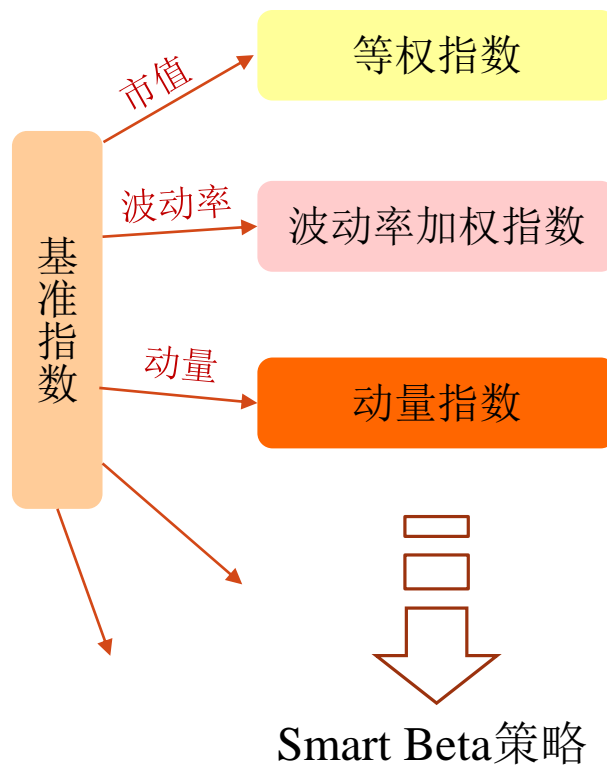 市值
等权指数
波动率
波动率加权指数
基准指数
动量
动量指数
Smart Beta策略